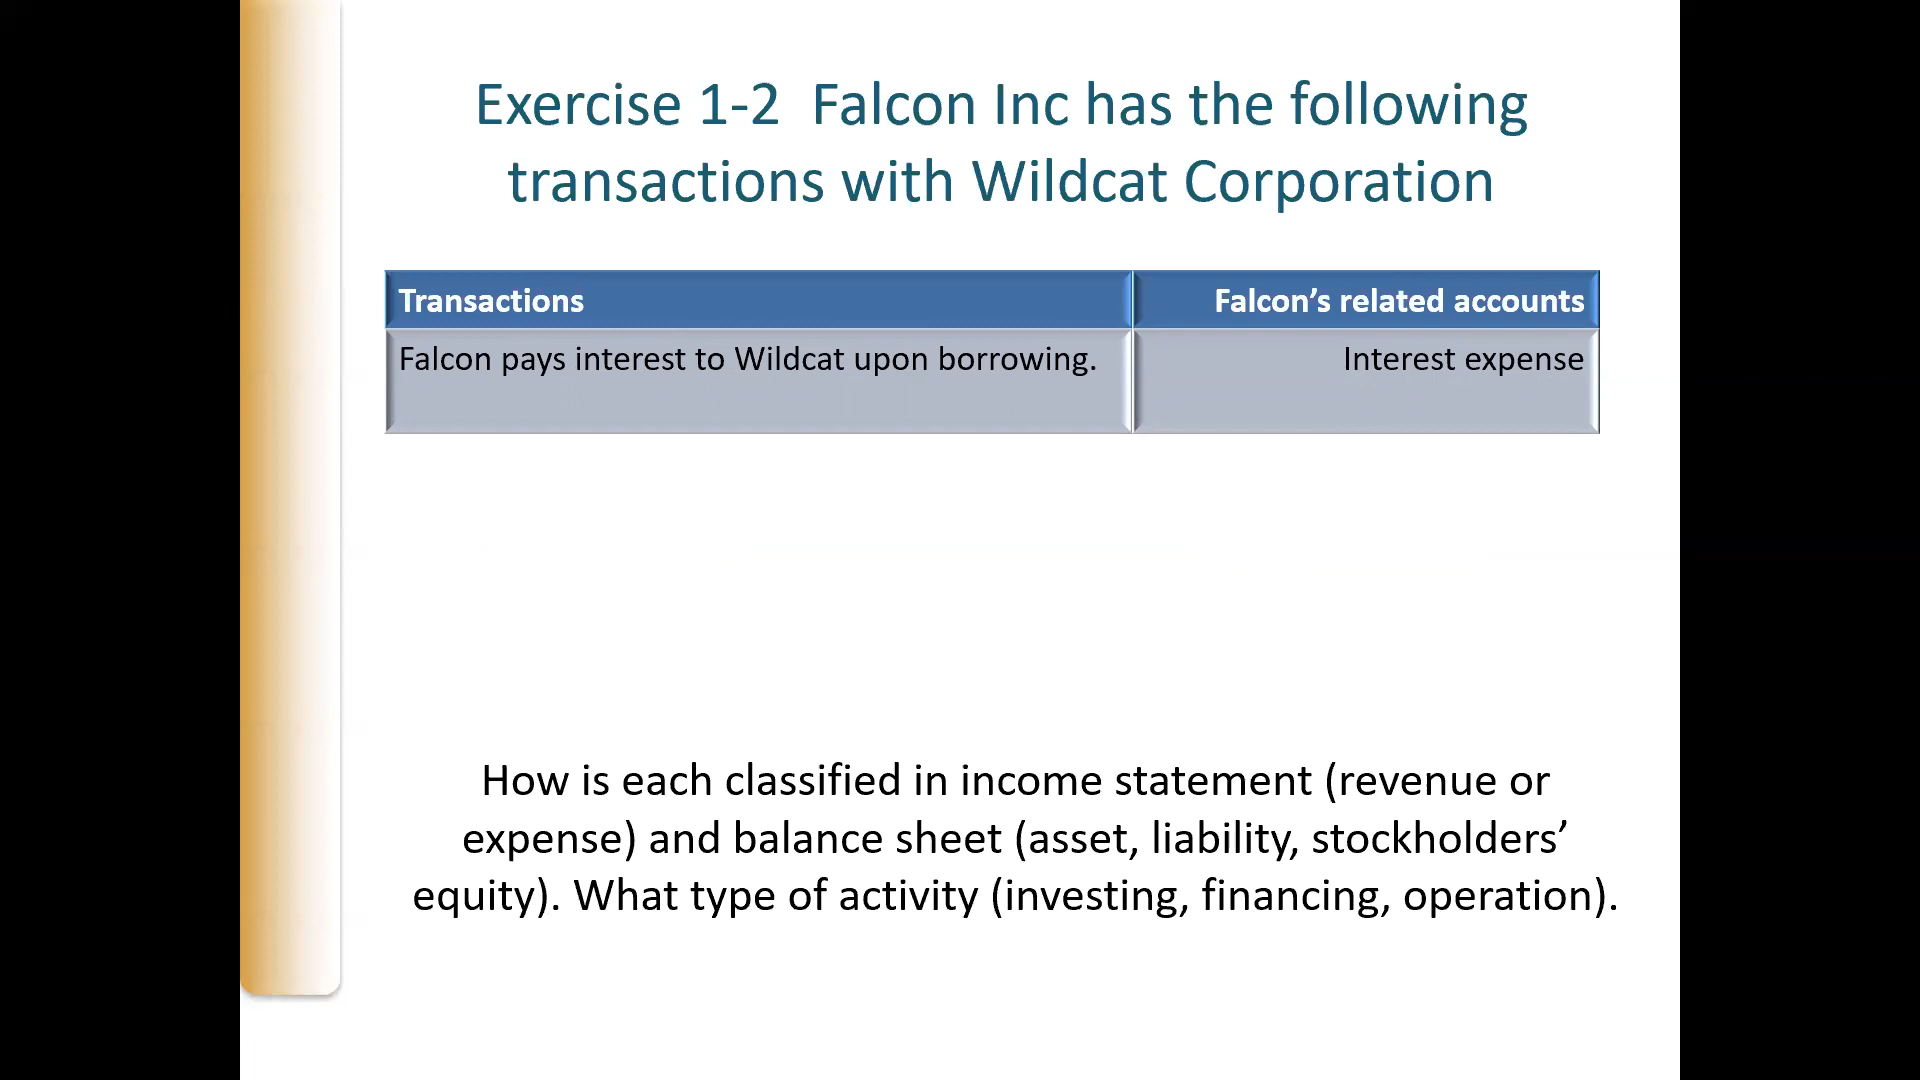 Exercise 1-2  Falcon Inc has the following
transactions with Wildcat Corporation
Transactions
Falcon’s related accounts
Falcon pays interest to Wildcat upon borrowing.
Interest expense
How is each classified in income statement (revenue or
expense) and balance sheet (asset, liability, stockholders’
equity). What type of activity (investing, financing, operation).